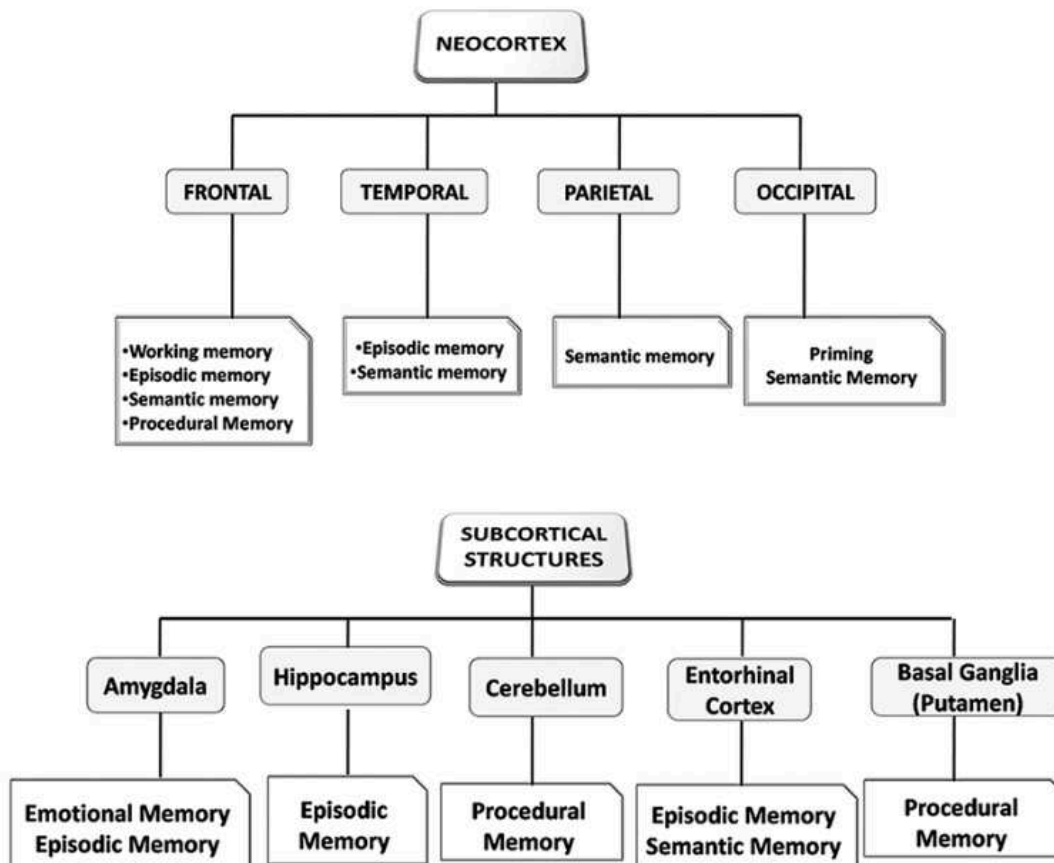 NEOCORTEX
FRONTAL
TEMPORAL
PARIETAL
OCCIPITAL
•Working memory
•Episodic memory
•Semantic memory
•Procedural Memory
•Episodic memory
•Semantic memory
Semantic memory
Priming
Semantic Memory
SUBCORTICAL
STRUCTURES
Amygdala
Hippocampus
Cerebellum
Entorhinal
Cortex
Basal Ganglia
(Putamen)
Emotional Memory
Episodic Memory
Episodic
Memory
Procedural
Memory
Episodic Memory
Semantic Memory
Procedural
Memory